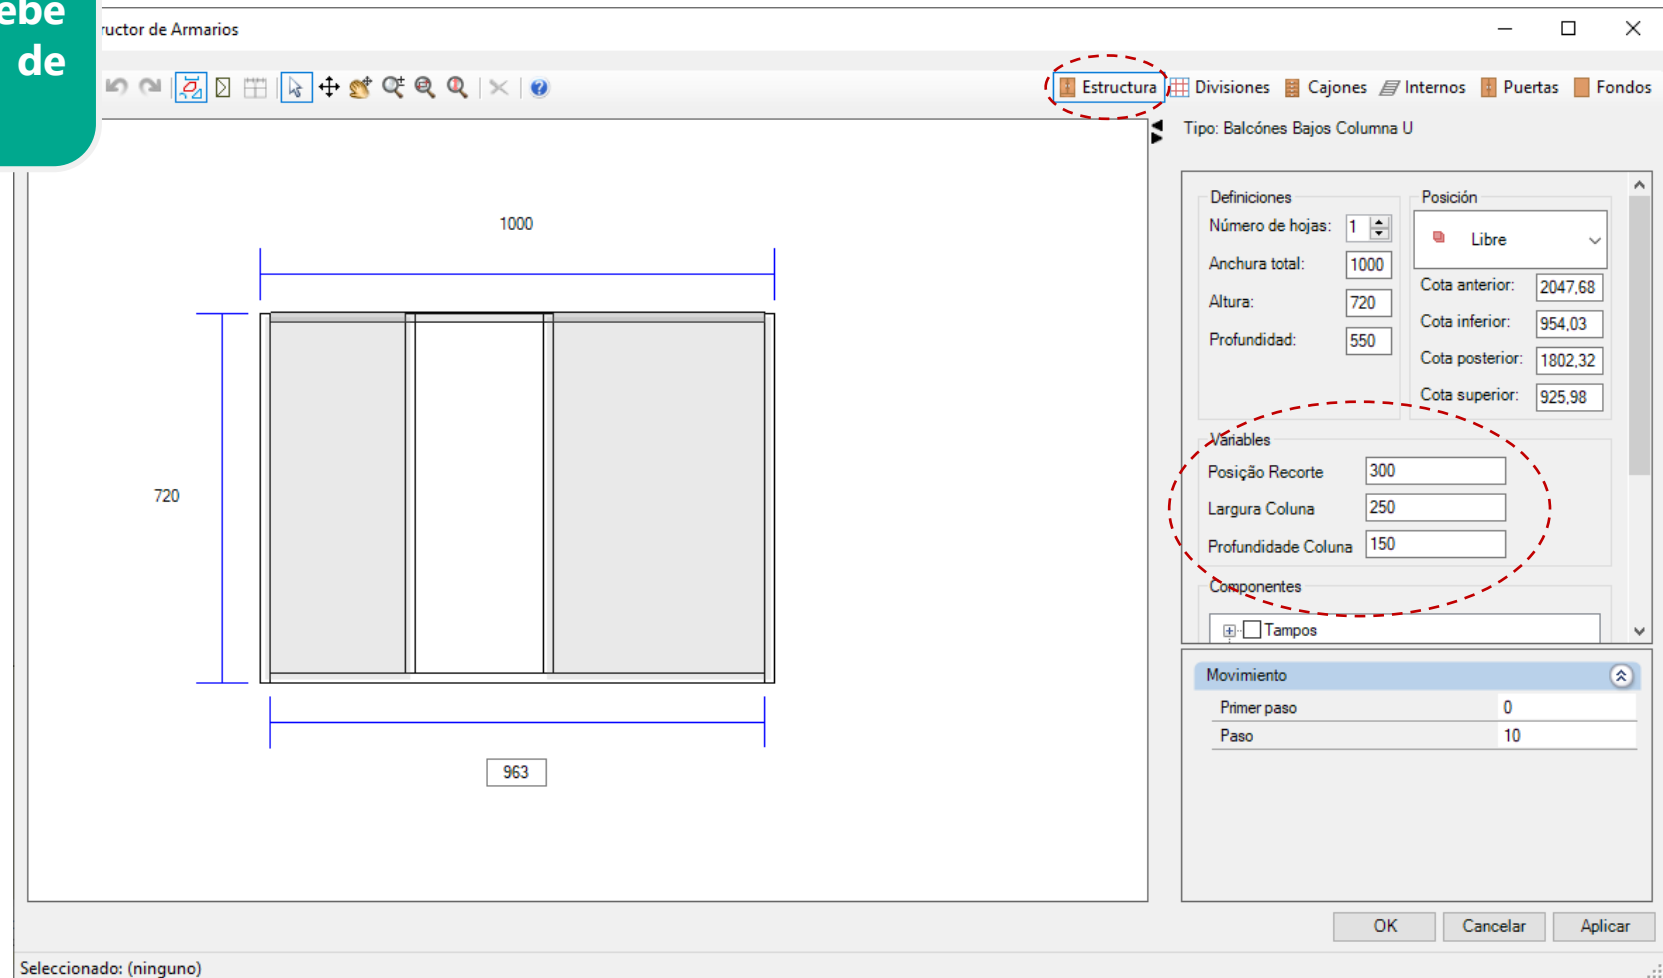 ebe
de
ructor de Armarios
Estructura Divisiones Cajones Internos Puertas Fondos
Tipo: Balcónes Bajos Columna U
1000
720
963
Definiciones
Número de hojas: 1
Anchura total: 1000
Altura: 720
Profundidad: 550
Posición
Libre
Cota anterior: 2047,68
Cota inferior: 954,03
Cota posterior: 1802,32
Cota superior: 925,98
Variables
Posição Recorte 300
Largura Coluna 250
Profundidade Coluna 150
Componentes
Tampos
Movimiento
Primer paso 0
Paso 10
OK Cancelar Aplicar
Seleccionado: (ninguno)